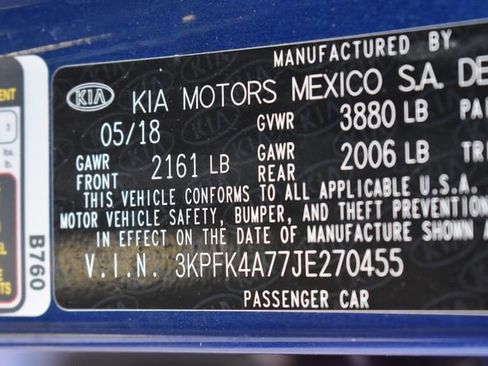 MANUFACTURED BY
KIA KIA MOTORS MEXICO S.A. DE
05/18 GVWR 3880 LB
GAWR FRONT 2161 LB GAWR REAR 2006 LB
THIS VEHICLE CONFORMS TO ALL APPLICABLE U.S.A.
MOTOR VEHICLE SAFETY, BUMPER, AND THEFT PREVENTION
IN EFFECT ON THE DATE OF MANUFACTURE SHOWN
V.I.N. 3KPFK4A77JE270455
PASSENGER CAR
B760